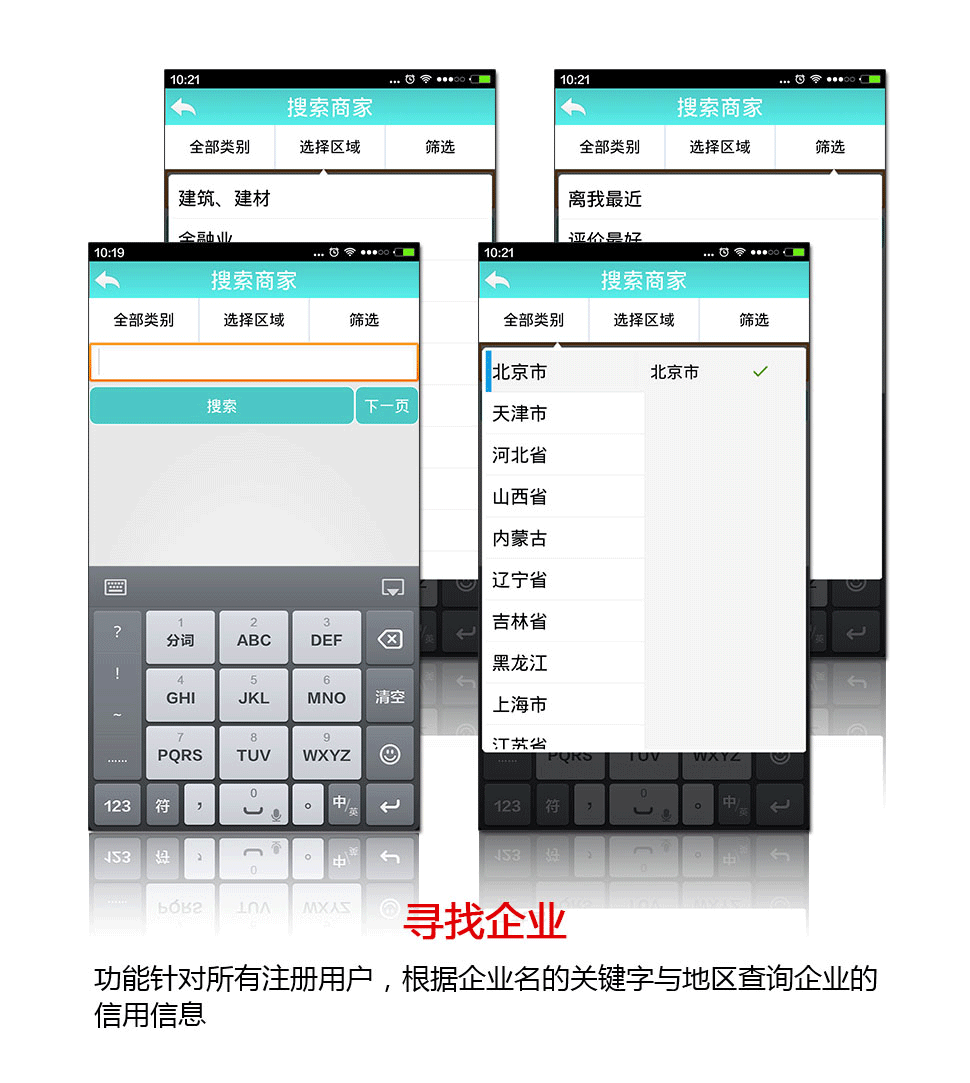 10:21
搜索商家
全部类别
选择区域
筛选
建筑、建材
金融业
10:21
搜索商家
全部类别
选择区域
筛选
离我最近
评价最好
10:19
搜索商家
全部类别
选择区域
筛选
搜索
下一页
?
!
~
......
1
分词
2
ABC
3
DEF
4
GHI
5
JKL
6
MNO
清空
7
PQRS
8
TUV
9
WXYZ
123
符
，
0
。
中/英
10:21
搜索商家
全部类别
选择区域
筛选
北京市
北京市
天津市
河北省
山西省
内蒙古
辽宁省
吉林省
黑龙江
上海市
江苏省
PQRS
TUV
WXYZ
123
符
，
0
。
中/英
寻找企业
功能针对所有注册用户，根据企业名的关键字与地区查询企业的
信用信息